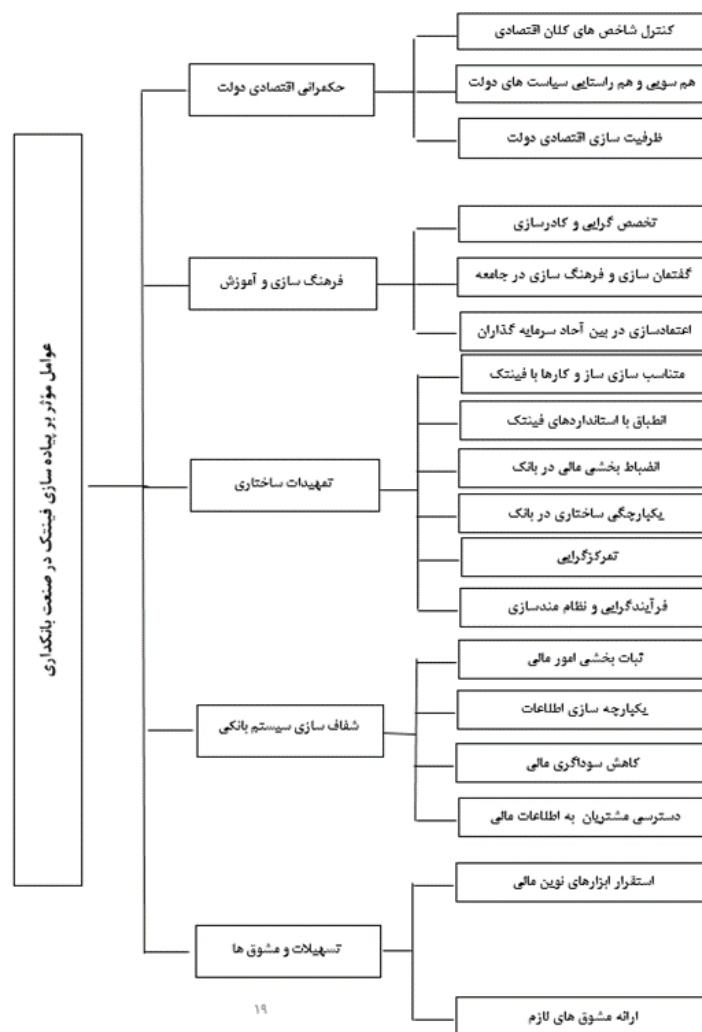 عوامل مؤثر بر پیاده سازی فینتک در صنعت بانکداری
حکمرانی اقتصادی دولت
کنترل شاخص های کلان اقتصادی
هم سویی و هم راستایی سیاست های دولت
ظرفیت سازی اقتصادی دولت
فرهنگ سازی و آموزش
تخصص گرایی و کادرسازی
گفتمان سازی و فرهنگ سازی در جامعه
اعتمادسازی در بین آحاد سرمایه گذاران
تمهیدات ساختاری
متناسب سازی ساز و کارها با فینتک
انطباق با استانداردهای فینتک
انضباط بخشی مالی در بانک
یکپارچگی ساختاری در بانک
تمرکزگرایی
فرآیندگرایی و نظام مندسازی
شفاف سازی سیستم بانکی
ثبات بخشی امور مالی
یکپارچه سازی اطلاعات
کاهش سوداگری مالی
دسترسی مشتریان به اطلاعات مالی
تسهیلات و مشوق ها
استقرار ابزارهای نوین مالی
ارائه مشوق های لازم
۱۹